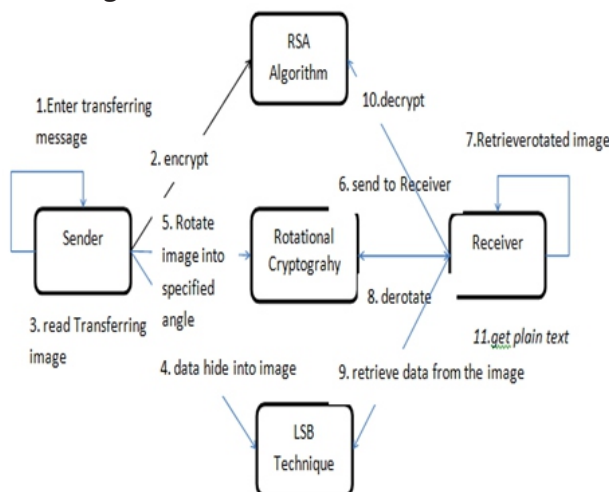 RSA
Algorithm
1.Enter transferring
message
10.decrypt
7.Retrieverotated image
2. encrypt
6. send to Receiver
Sender
5. Rotate
image into
specified
angle
Rotational
Cryptograhy
Receiver
8. derotate
3. read Transferring
image
11.get plain text
4. data hide into image
9. retrieve data from the image
LSB
Technique